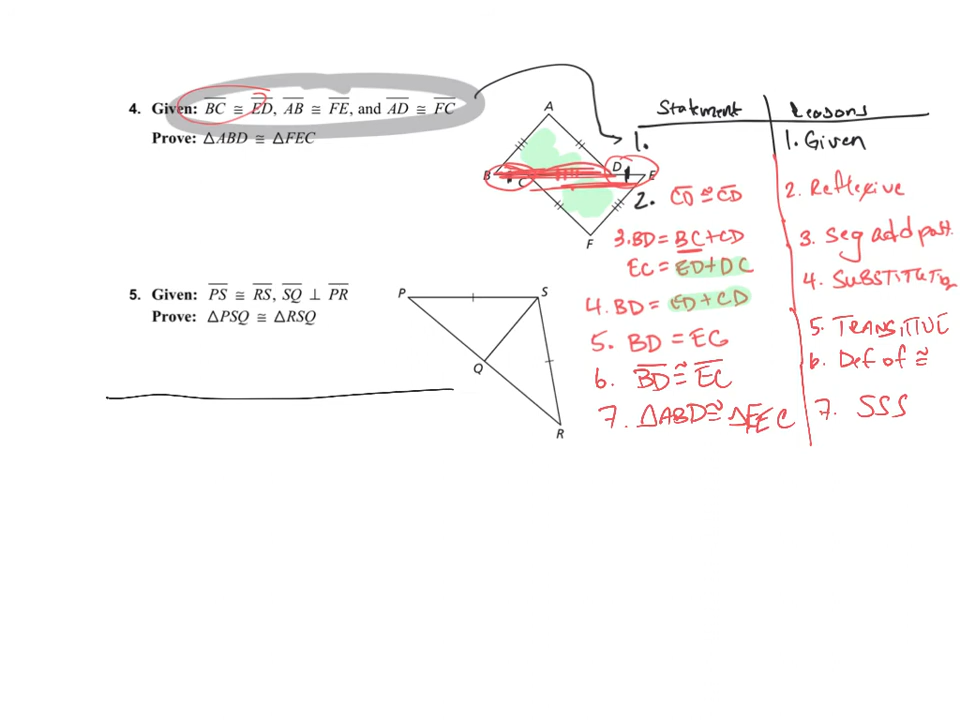 4. Given: BC ≅ ED, AB ≅ FE, and AD ≅ FC
Prove: △ABD ≅ △FEC
A
B
C
D
E
F
Statement
Reasons
1.
1. Given
2. CD ≅ CD
2. Reflexive
3. BD = BC + CD
3. Seg add post.
EC = ED + DC
4. BD = ED + CD
4. SUBSTITUTION
5. BD = EC
5. TRANSITIVE
6. BD ≅ EC
6. Def of ≅
7. △ABD ≅ △FEC
7. SSS
5. Given: PS ≅ RS, SQ ⊥ PR
Prove: △PSQ ≅ △RSQ
P
S
Q
R